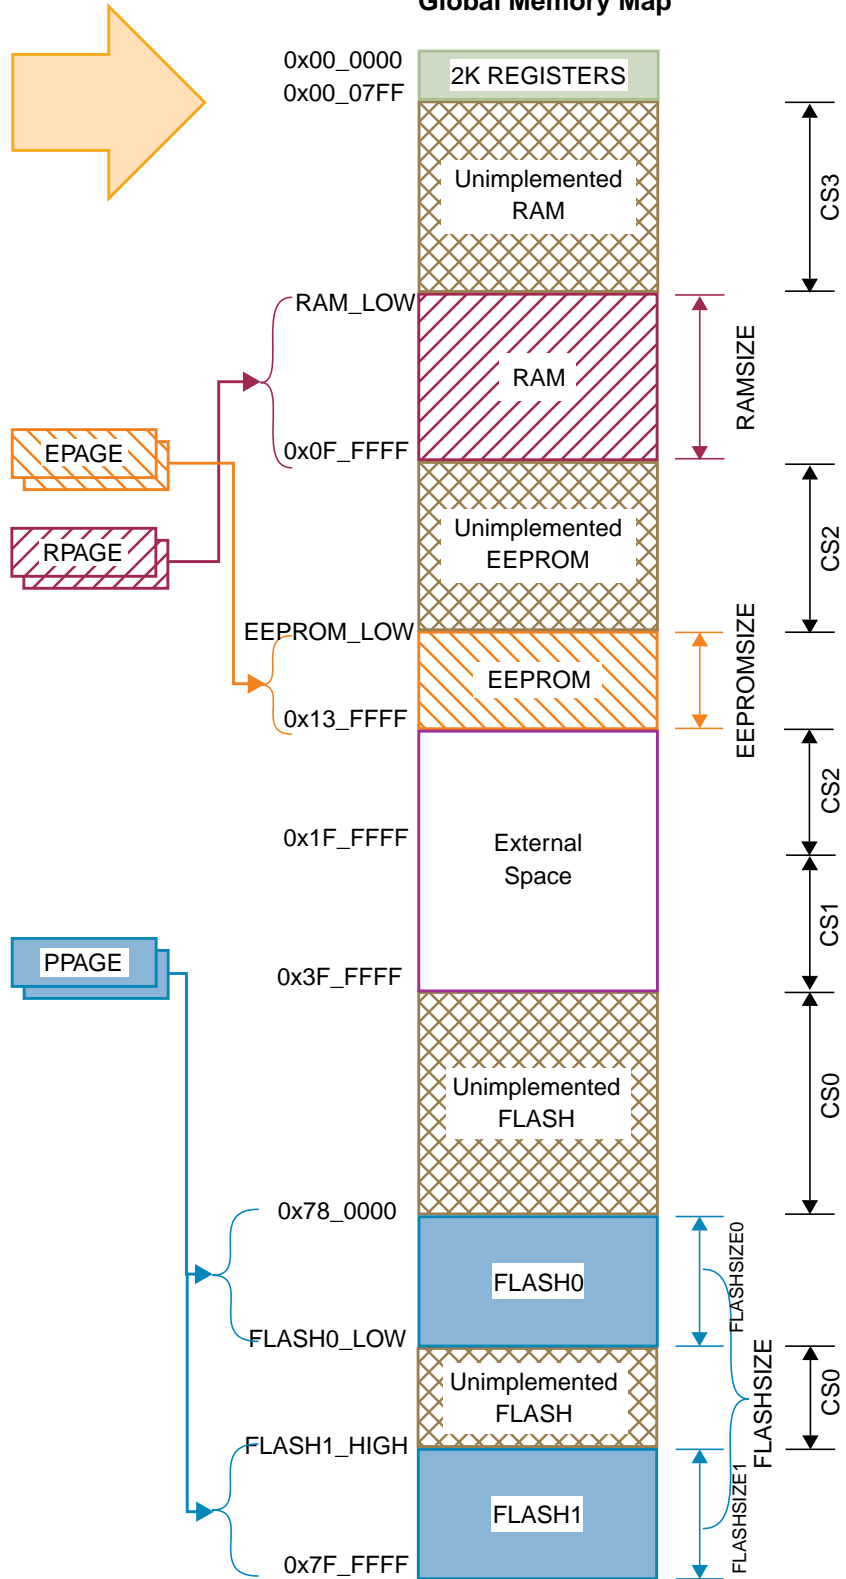 Global Memory Map
0x00_0000
2K REGISTERS
0x00_07FF
Unimplemented
RAM
CS3
RAM_LOW
RAM
RAMSIZE
0x0F_FFFF
EPAGE
RPAGE
Unimplemented
EEPROM
CS2
EEPROM_LOW
EEPROM
EEPROMSIZE
0x13_FFFF
CS2
0x1F_FFFF
External
Space
CS1
PPAGE
0x3F_FFFF
Unimplemented
FLASH
CS0
0x78_0000
FLASH0
FLASHSIZE0
FLASH0_LOW
Unimplemented
FLASH
FLASHSIZE
CS0
FLASH1_HIGH
FLASH1
FLASHSIZE1
0x7F_FFFF